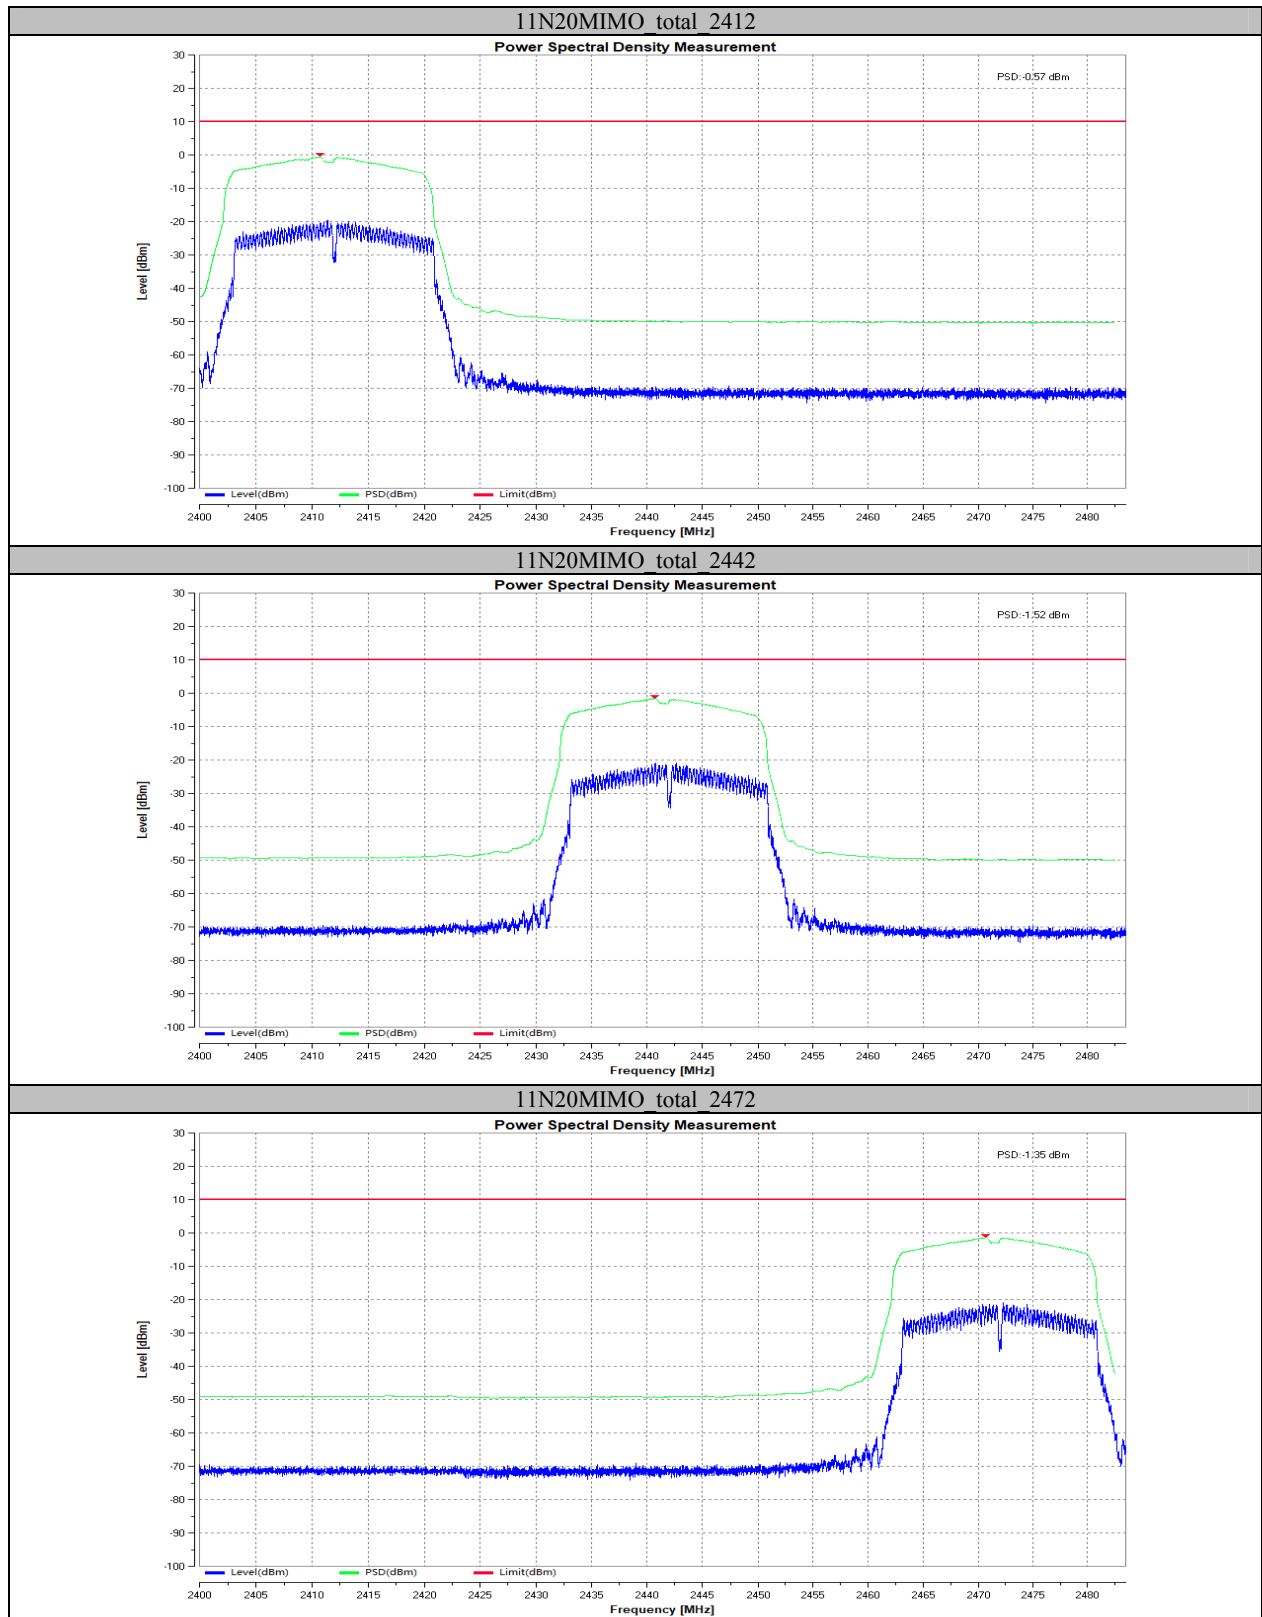 11N20MIMO_total_2412
Power Spectral Density Measurement
PSD:-0.57 dBm
30
20
10
0
-10
-20
-30
-40
-50
-60
-70
-80
-90
-100
Level [dBm]
Level(dBm) PSD(dBm) Limit(dBm)
2400 2405 2410 2415 2420 2425 2430 2435 2440 2445 2450 2455 2460 2465 2470 2475 2480
Frequency [MHz]
11N20MIMO_total_2442
Power Spectral Density Measurement
PSD:-1.52 dBm
30
20
10
0
-10
-20
-30
-40
-50
-60
-70
-80
-90
-100
Level [dBm]
Level(dBm) PSD(dBm) Limit(dBm)
2400 2405 2410 2415 2420 2425 2430 2435 2440 2445 2450 2455 2460 2465 2470 2475 2480
Frequency [MHz]
11N20MIMO_total_2472
Power Spectral Density Measurement
PSD:-1.35 dBm
30
20
10
0
-10
-20
-30
-40
-50
-60
-70
-80
-90
-100
Level [dBm]
Level(dBm) PSD(dBm) Limit(dBm)
2400 2405 2410 2415 2420 2425 2430 2435 2440 2445 2450 2455 2460 2465 2470 2475 2480
Frequency [MHz]